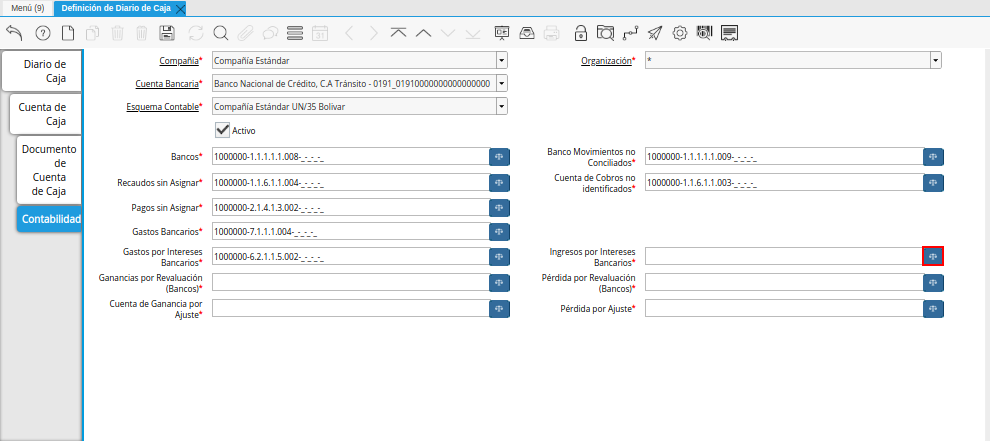 Menú (9)
Definición de Diario de Caja
Diario de
Caja
Cuenta de
Caja
Documento
de
Cuenta
de Caja
Contabilidad
Compañía*
Compañía Estándar
Organización*
*
Cuenta Bancaria*
Banco Nacional de Crédito, C.A Tránsito - 0191_01910000000000000000
Esquema Contable*
Compañía Estándar UN/35 Bolivar
Activo
Bancos*
1000000-1.1.1.1.1.008-_-_-_-_
Banco Movimientos no
Conciliados*
1000000-1.1.1.1.1.009-_-_-_-_
Recaudos sin Asignar*
1000000-1.1.6.1.1.004-_-_-_-_
Cuenta de Cobros no
identificados*
1000000-1.1.6.1.1.003-_-_-_-_
Pagos sin Asignar*
1000000-2.1.4.1.3.002-_-_-_-_
Gastos Bancarios*
1000000-7.1.1.1.004-_-_-_-_
Gastos por Intereses
Bancarios*
1000000-6.2.1.1.5.002-_-_-_-_
Ingresos por Intereses
Bancarios*
Ganancias por Revaluación
(Bancos)*
Pérdida por Revaluación
(Bancos)*
Cuenta de Ganancia por
Ajuste*
Pérdida por Ajuste*